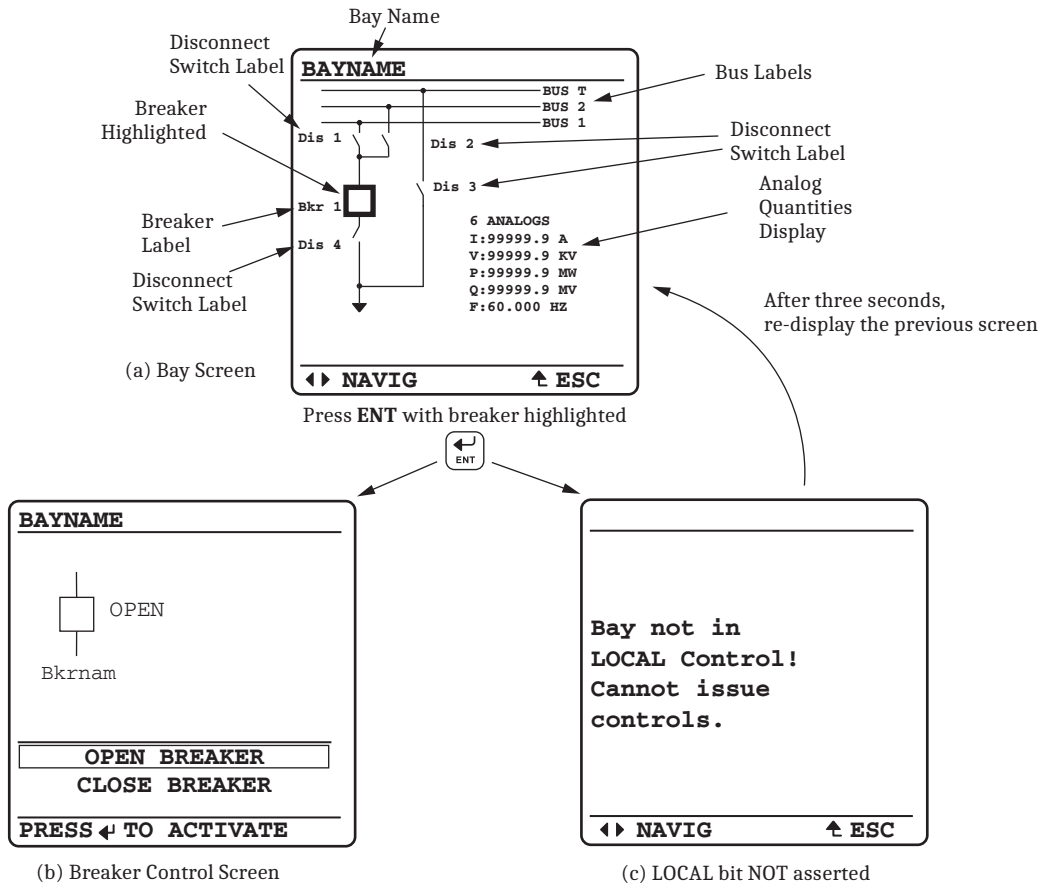 Bay Name
Disconnect
Switch Label
BAYNAME
BUS T
BUS 2
BUS 1
Bus Labels
Breaker
Highlighted
Dis 1
Dis 2
Disconnect
Switch Label
Dis 3
Bkr 1
Breaker
Label
Dis 4
Disconnect
Switch Label
6 ANALOGS
I:99999.9 A
V:99999.9 KV
P:99999.9 MW
Q:99999.9 MV
F:60.000 HZ
Analog
Quantities
Display
After three seconds,
re-display the previous screen
(a) Bay Screen
NAVIG ESC
Press ENT with breaker highlighted
ENT
BAYNAME
OPEN
Bkrnam
OPEN BREAKER
CLOSE BREAKER
PRESS TO ACTIVATE
(b) Breaker Control Screen
Bay not in
LOCAL Control!
Cannot issue
controls.
NAVIG ESC
(c) LOCAL bit NOT asserted